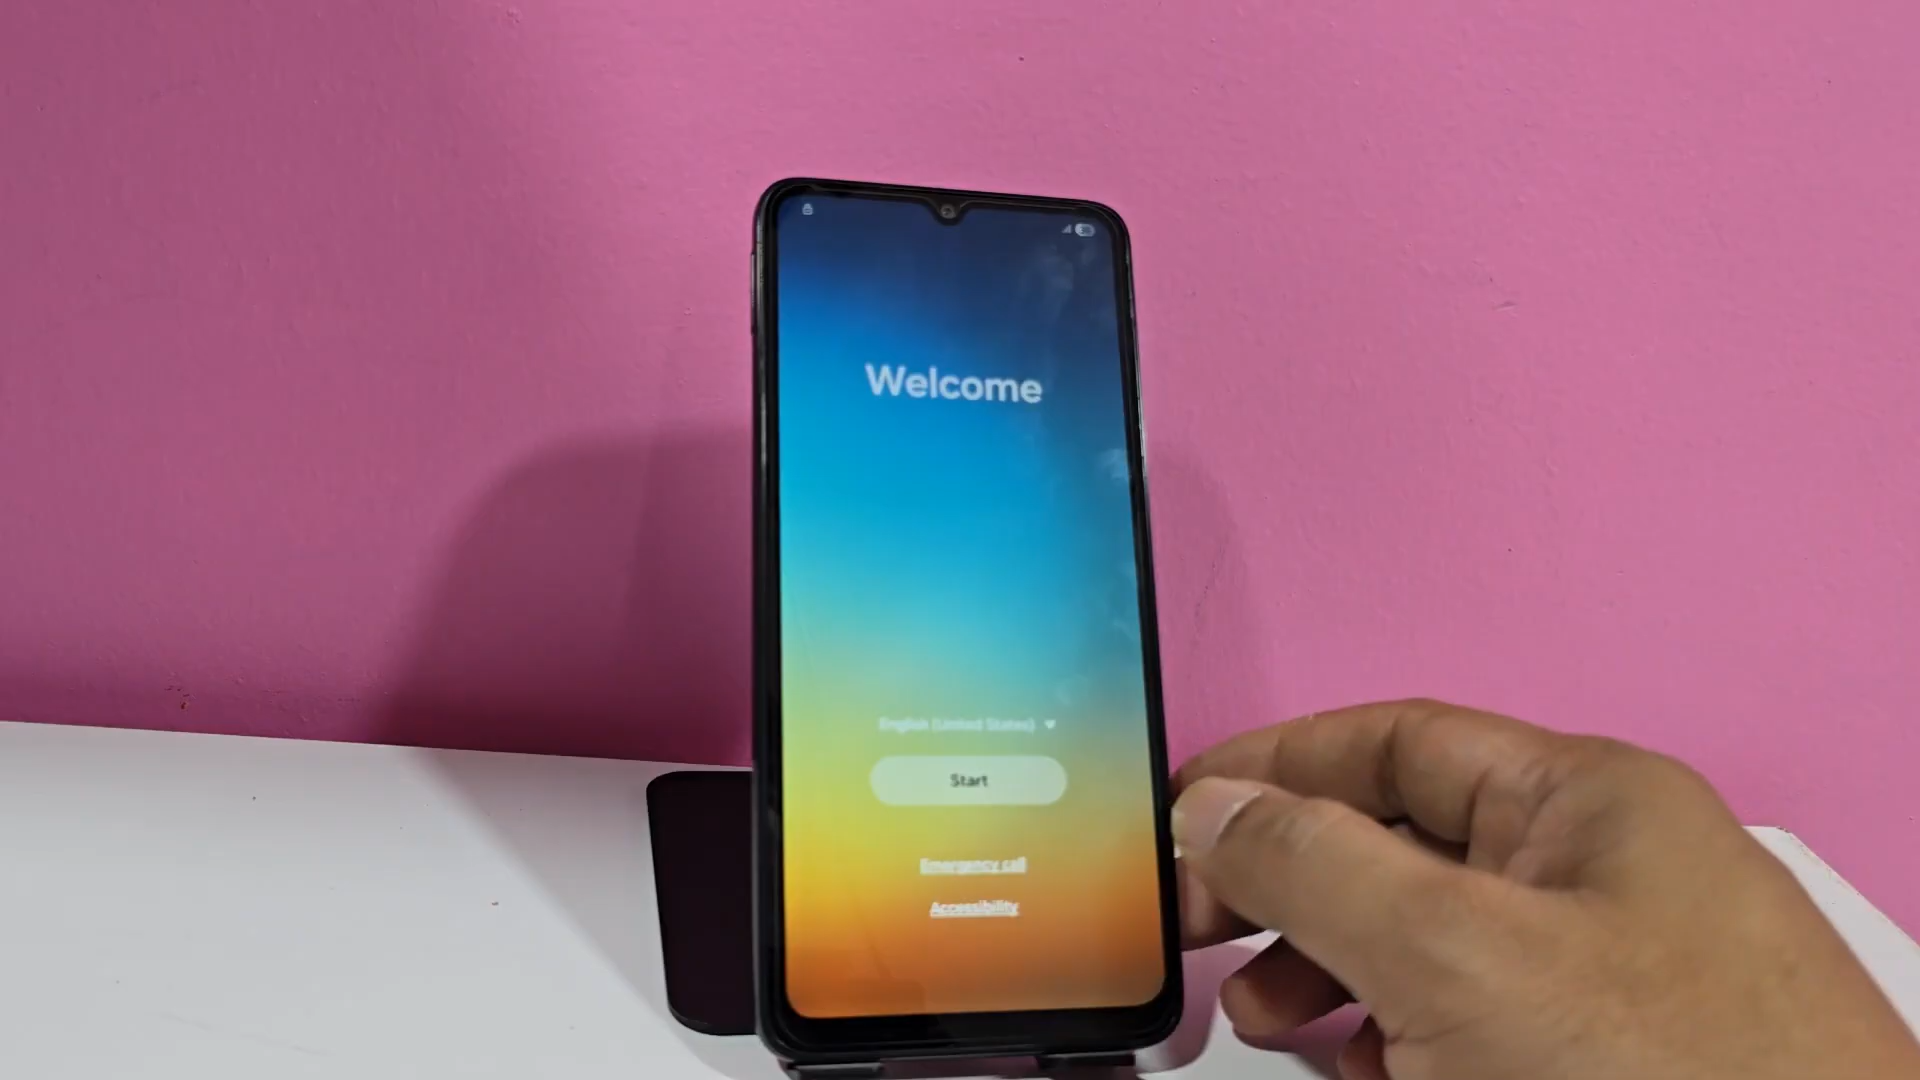 Welcome
English (United States)
Start
Emergency call
Accessibility